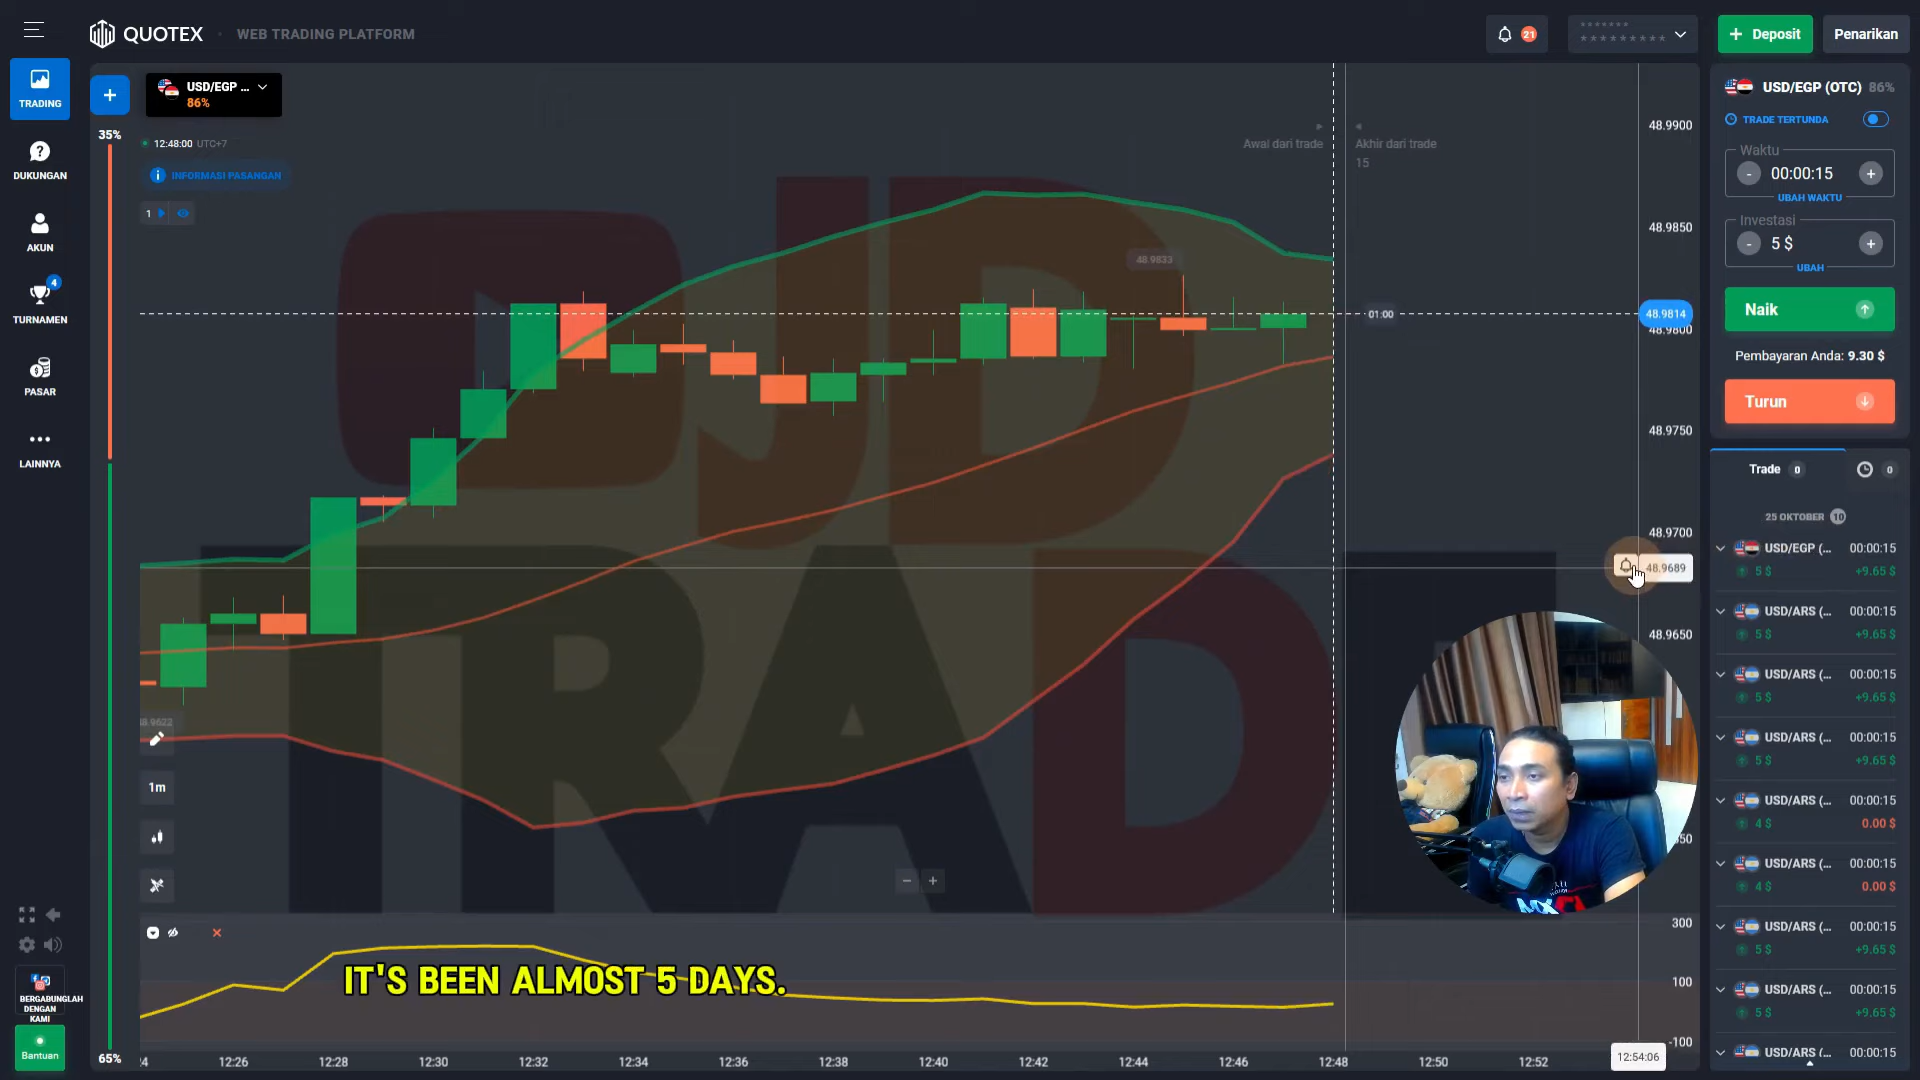 QUOTEX
WEB TRADING PLATFORM
21
*******
*********
+ Deposit
Penarikan
TRADING
DUKUNGAN
AKUN
4
TURNAMEN
PASAR
LAINNYA
BERGABUNGLAH
DENGAN
KAMI
Bantuan
+
USD/EGP ...
86%
35%
65%
12:48:00 UTC+7
INFORMASI PASANGAN
1
Awal dari trade
Akhir dari trade
15
48.9833
01:00
JD
TRAD
48.9900
48.9850
48.9814
48.9800
48.9750
48.9700
48.9689
48.9650
1m
− +
300
100
-100
IT'S BEEN ALMOST 5 DAYS.
12:26
12:28
12:30
12:32
12:34
12:36
12:38
12:40
12:42
12:44
12:46
12:48
12:50
12:52
12:54:06
USD/EGP (OTC) 86%
TRADE TERTUNDA
Waktu
- 00:00:15 +
UBAH WAKTU
Investasi
- 5 $ +
UBAH
Naik
Pembayaran Anda: 9.30 $
Turun
Trade 0
0
25 OKTOBER 10
USD/EGP (... 00:00:15
5 $ +9.65 $
USD/ARS (... 00:00:15
5 $ +9.65 $
USD/ARS (... 00:00:15
5 $ +9.65 $
USD/ARS (... 00:00:15
5 $ +9.65 $
USD/ARS (... 00:00:15
4 $ 0.00 $
USD/ARS (... 00:00:15
4 $ 0.00 $
USD/ARS (... 00:00:15
5 $ +9.65 $
USD/ARS (... 00:00:15
5 $ +9.65 $
USD/ARS (... 00:00:15